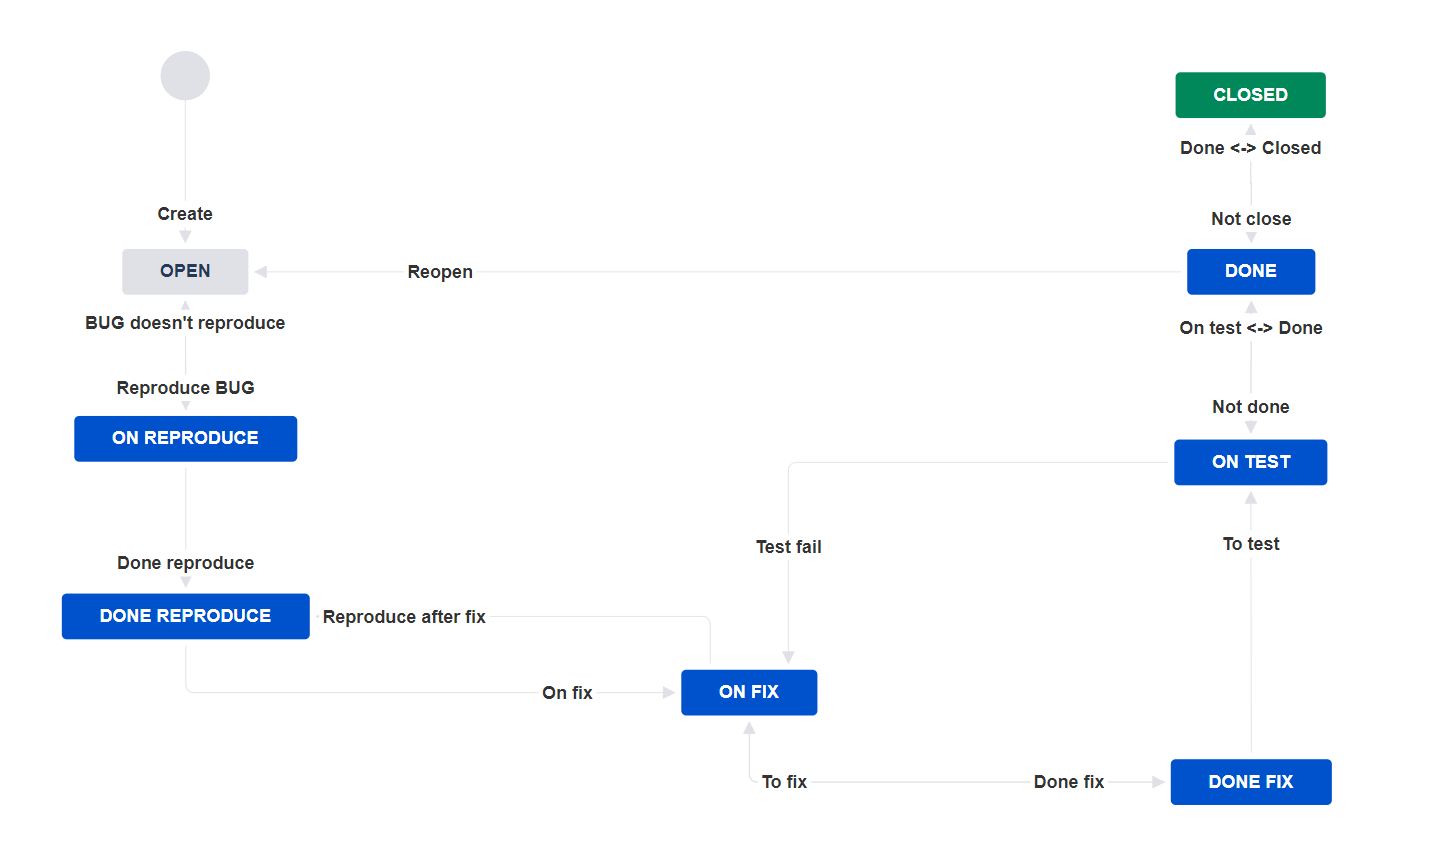 CLOSED
Done <-> Closed
Create
Not close
OPEN
Reopen
DONE
BUG doesn't reproduce
On test <-> Done
Reproduce BUG
Not done
ON REPRODUCE
ON TEST
Test fail
To test
Done reproduce
DONE REPRODUCE
Reproduce after fix
On fix
ON FIX
To fix
Done fix
DONE FIX